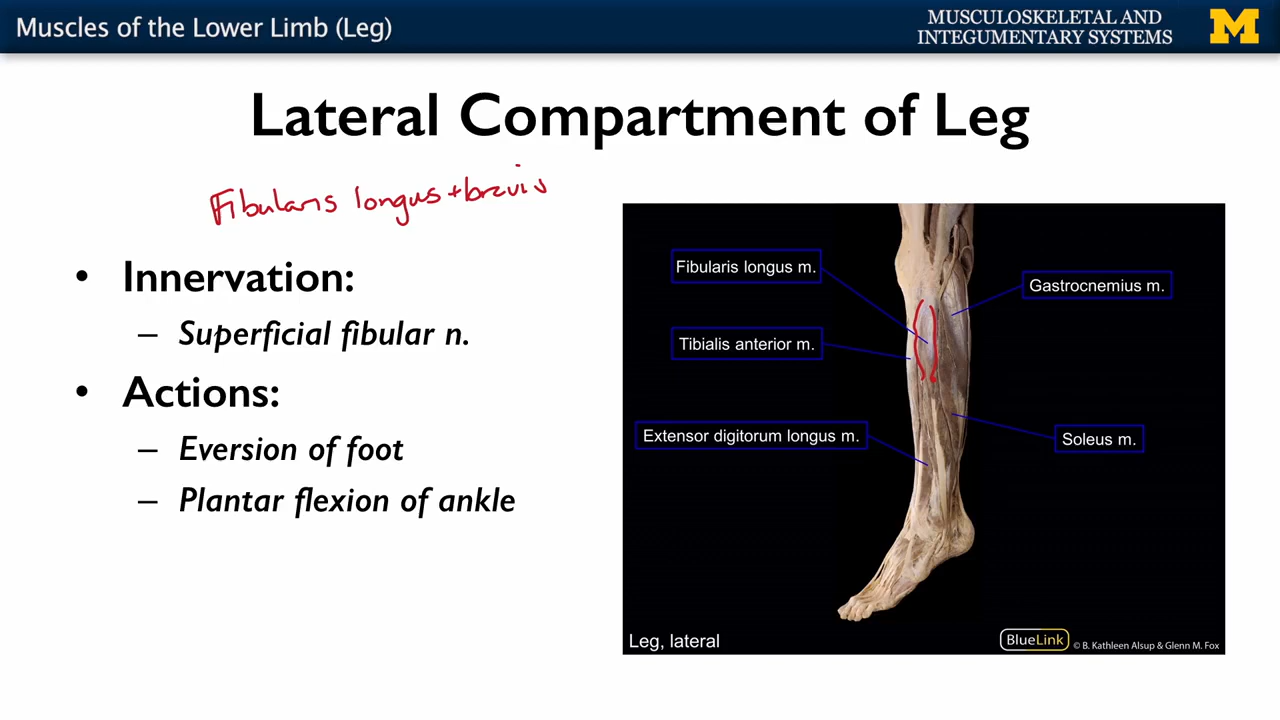 Muscles of the Lower Limb (Leg)
MUSCULOSKELETAL AND
INTEGUMENTARY SYSTEMS
M
Lateral Compartment of Leg
Fibularis longus + brevis
• Innervation:
– Superficial fibular n.
• Actions:
– Eversion of foot
– Plantar flexion of ankle
Fibularis longus m.
Gastrocnemius m.
Tibialis anterior m.
Extensor digitorum longus m.
Soleus m.
Leg, lateral
BlueLink © B. Kathleen Alsup & Glenn M. Fox